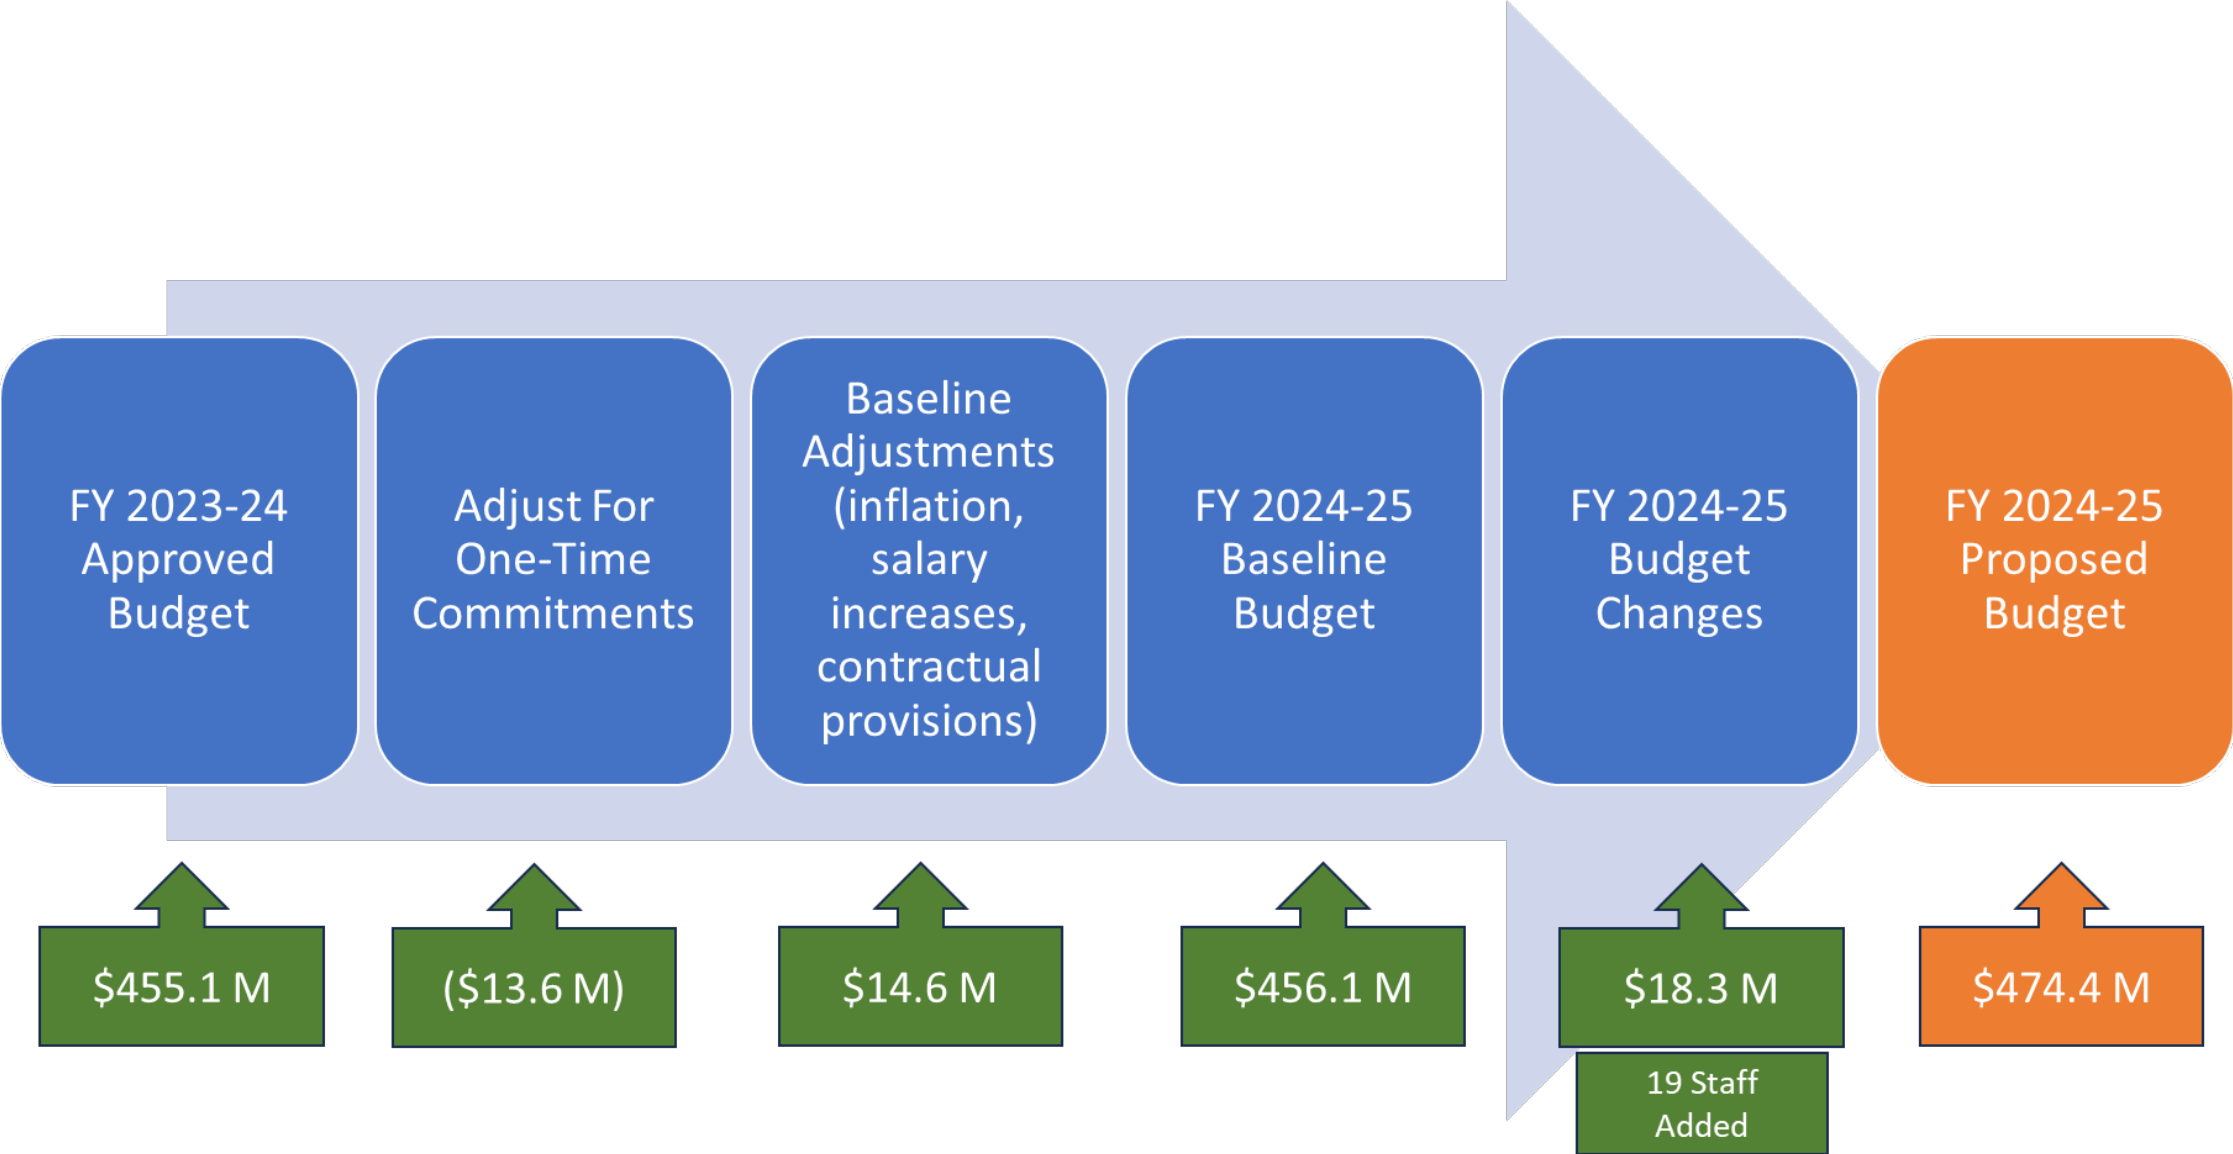 FY 2023-24
Approved
Budget
Adjust For
One-Time
Commitments
Baseline
Adjustments
(inflation,
salary
increases,
contractual
provisions)
FY 2024-25
Baseline
Budget
FY 2024-25
Budget
Changes
FY 2024-25
Proposed
Budget
$455.1 M
($13.6 M)
$14.6 M
$456.1 M
$18.3 M
$474.4 M
19 Staff
Added